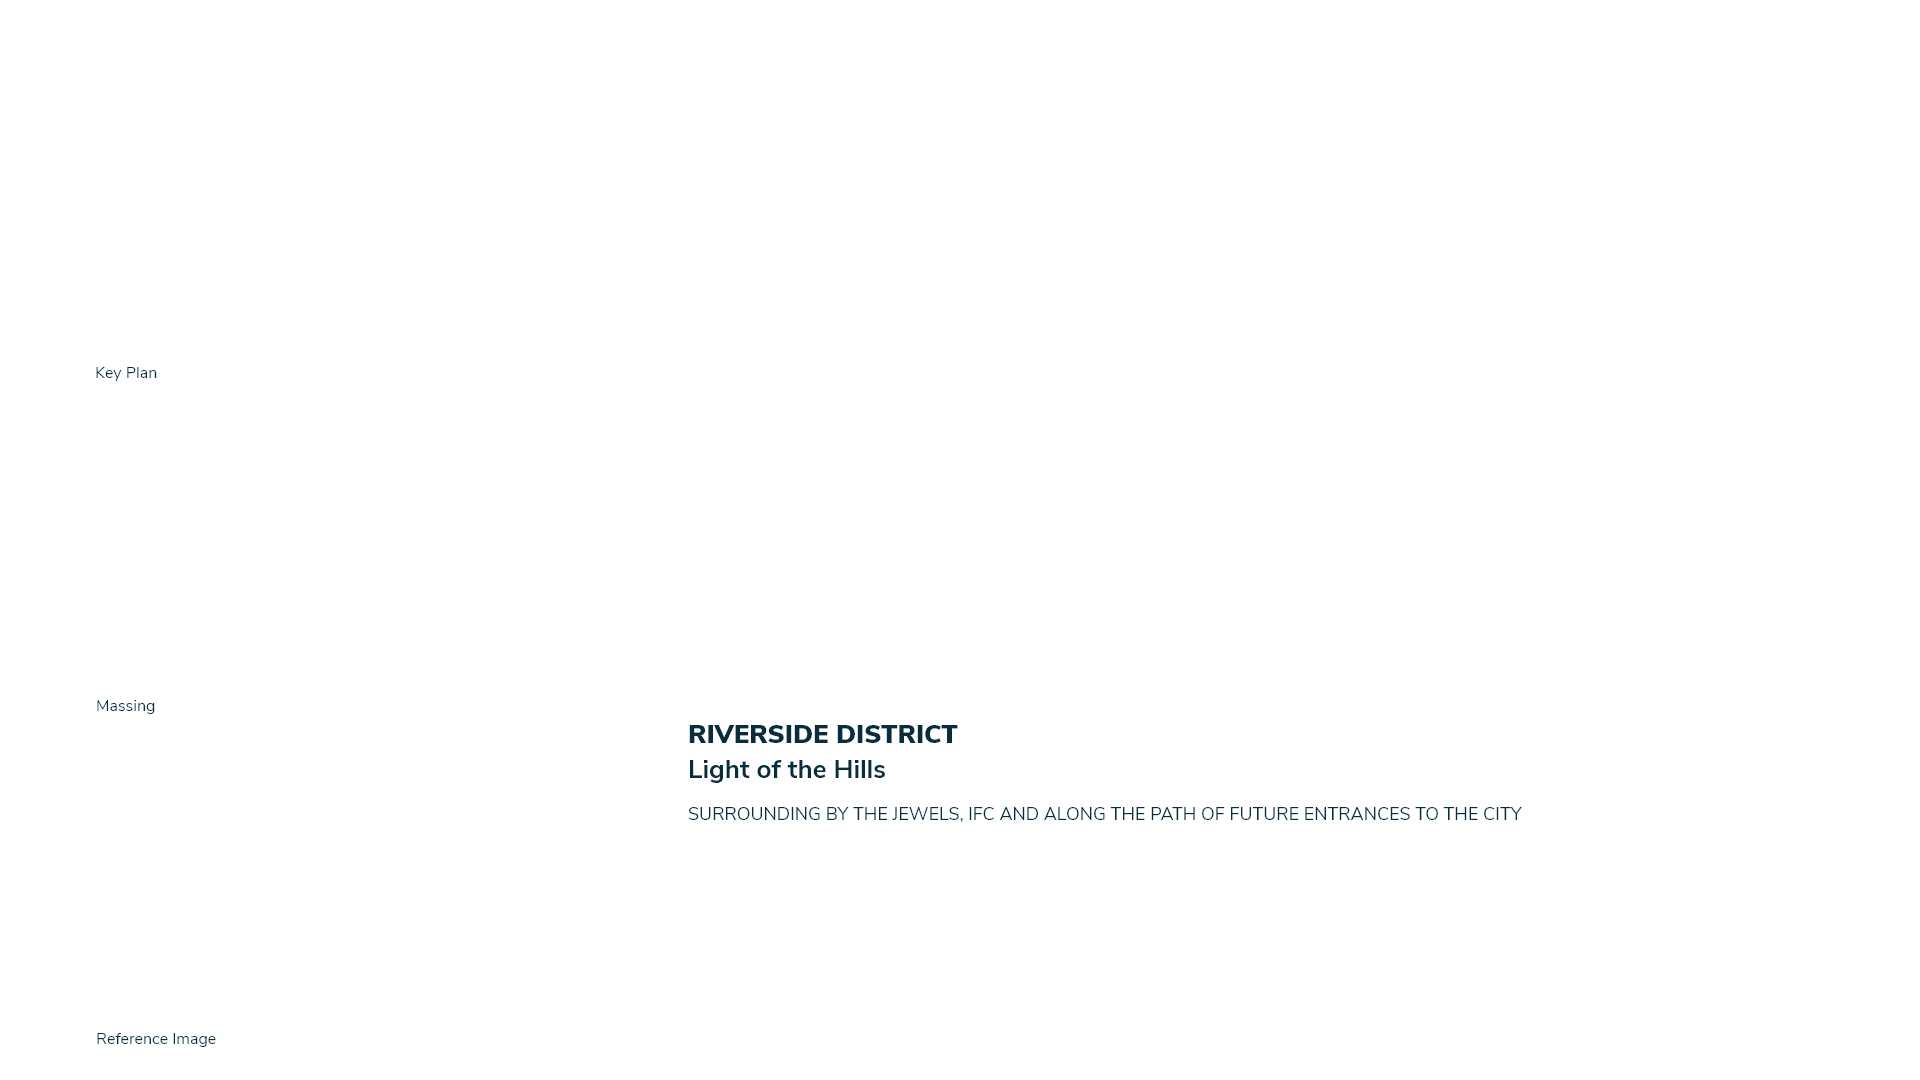 Key Plan
Massing
RIVERSIDE DISTRICT
Light of the Hills
SURROUNDING BY THE JEWELS, IFC AND ALONG THE PATH OF FUTURE ENTRANCES TO THE CITY
Reference Image